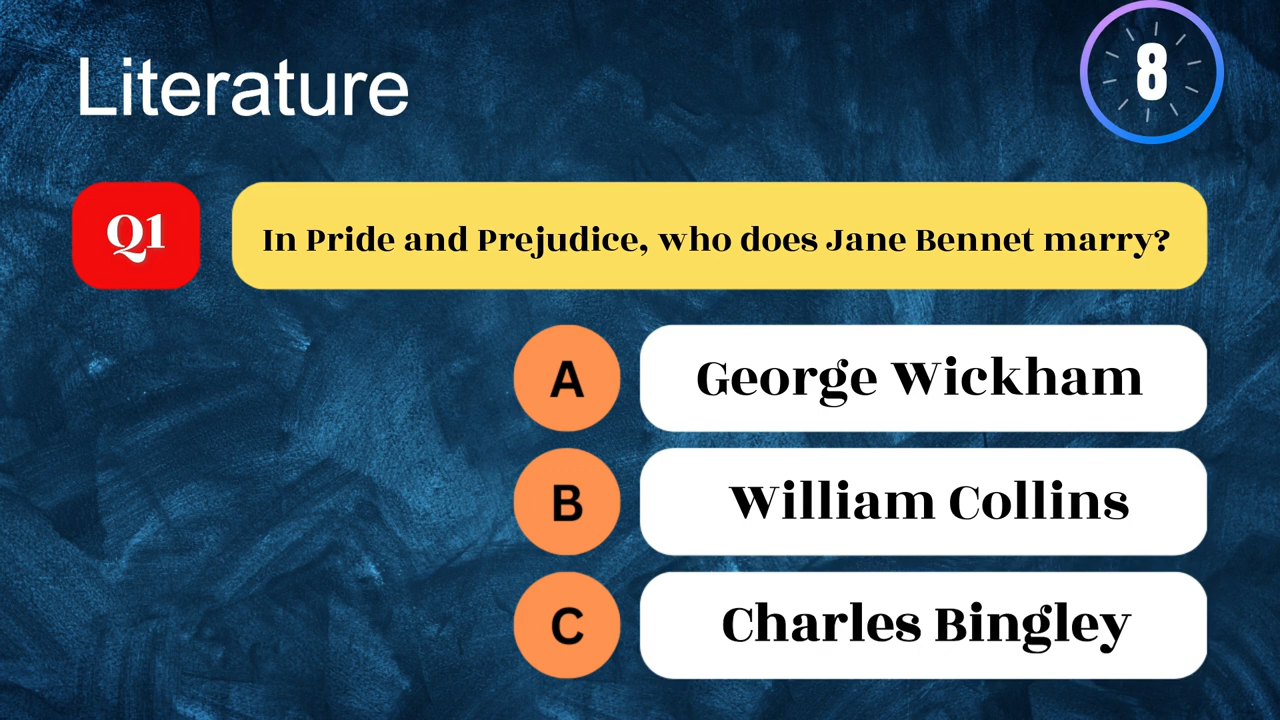 Literature
8
Q1
In Pride and Prejudice, who does Jane Bennet marry?
A
George Wickham
B
William Collins
C
Charles Bingley